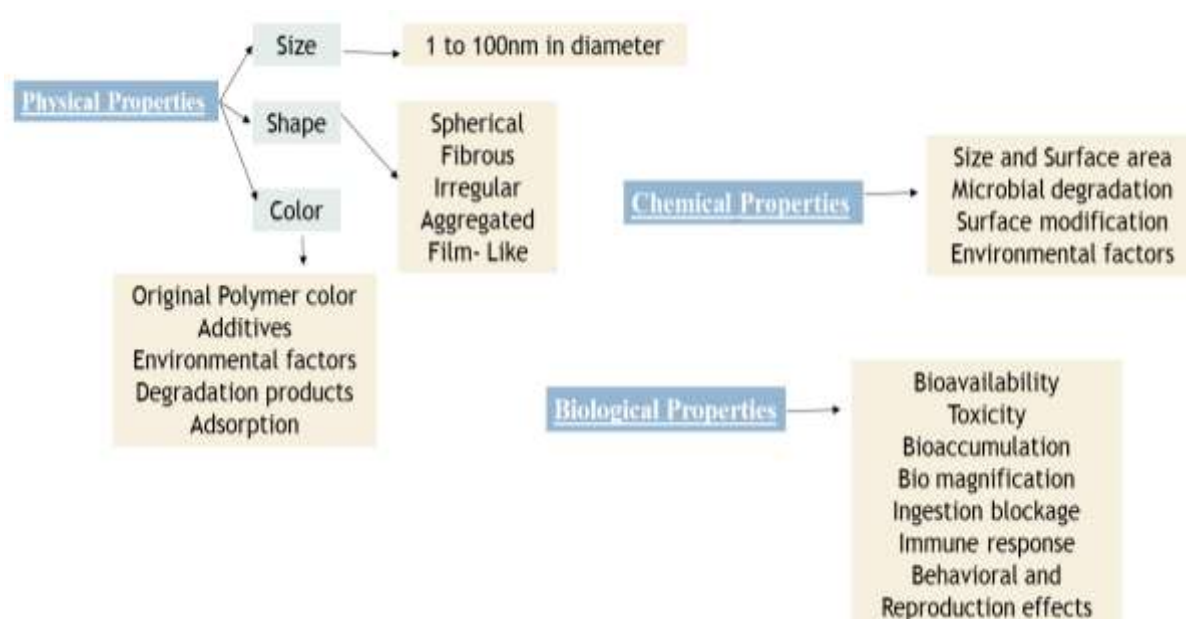 Physical Properties
Size
1 to 100nm in diameter
Shape
Spherical
Fibrous
Irregular
Aggregated
Film- Like
Color
Original Polymer color
Additives
Environmental factors
Degradation products
Adsorption
Chemical Properties
Size and Surface area
Microbial degradation
Surface modification
Environmental factors
Biological Properties
Bioavailability
Toxicity
Bioaccumulation
Bio magnification
Ingestion blockage
Immune response
Behavioral and
Reproduction effects